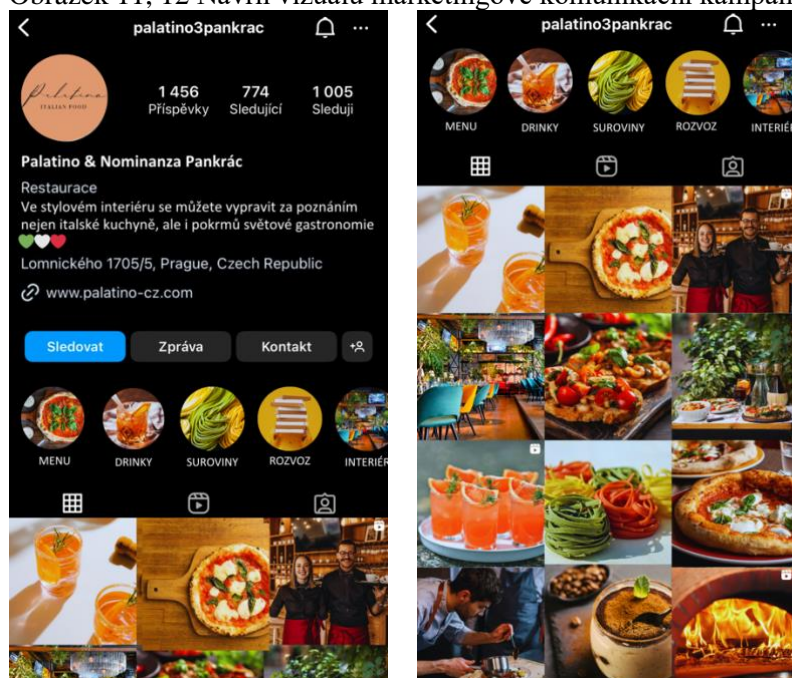 Obrázek 11, 12 Návrh vizuálů marketingové komunikační kampaň
palatino3pankrac
Palatino
ITALIAN FOOD
1 456
Příspěvky
774
Sledující
1 005
Sleduji
Palatino & Nominanza Pankrác
Restaurace
Ve stylovém interiéru se můžete vypravit za poznáním
nejen italské kuchyně, ale i pokrmů světové gastronomie
Lomnického 1705/5, Prague, Czech Republic
www.palatino-cz.com
Sledovat
Zpráva
Kontakt
MENU
DRINKY
SUROVINY
ROZVOZ
INTERIÉR
palatino3pankrac
MENU
DRINKY
SUROVINY
ROZVOZ
INTERIÉR